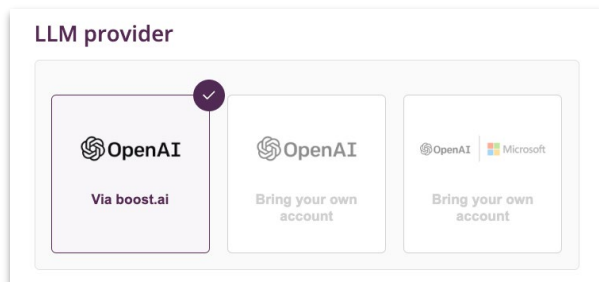 LLM provider
OpenAI
Via boost.ai
OpenAI
Bring your own
account
OpenAI | Microsoft
Bring your own
account